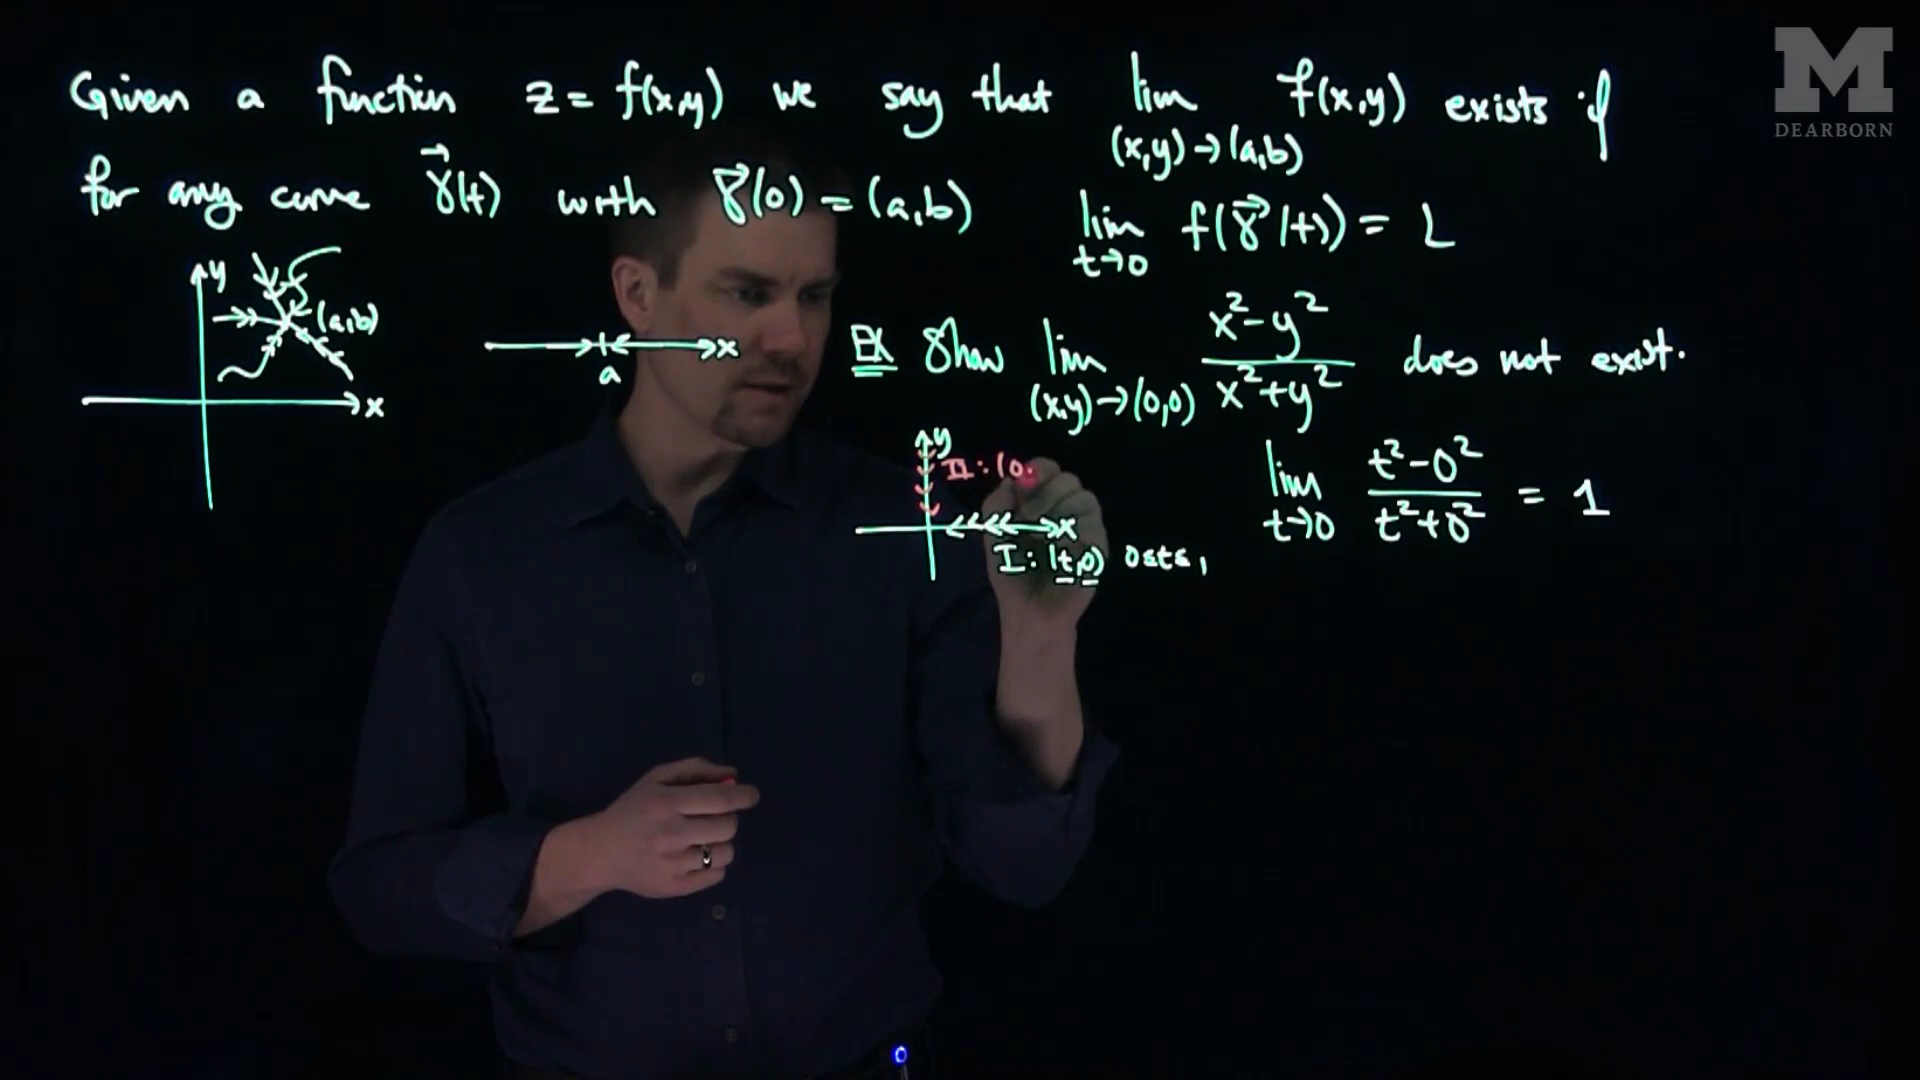 M
DEARBORN
Given a function z = f(x,y) we say that lim f(x,y) exists if
(x,y)→(a,b)
for any curve γ⃗(t) with γ⃗(0) = (a,b) lim f(γ⃗(t)) = L
t→0
y
(a,b)
x
a
x
EX Show lim x²-y² / x²+y² does not exist.
(x,y)→(0,0)
y
II: (0,
x
I: (t,0) 0≤t≤1
lim t²-0² / t²+0² = 1
t→0